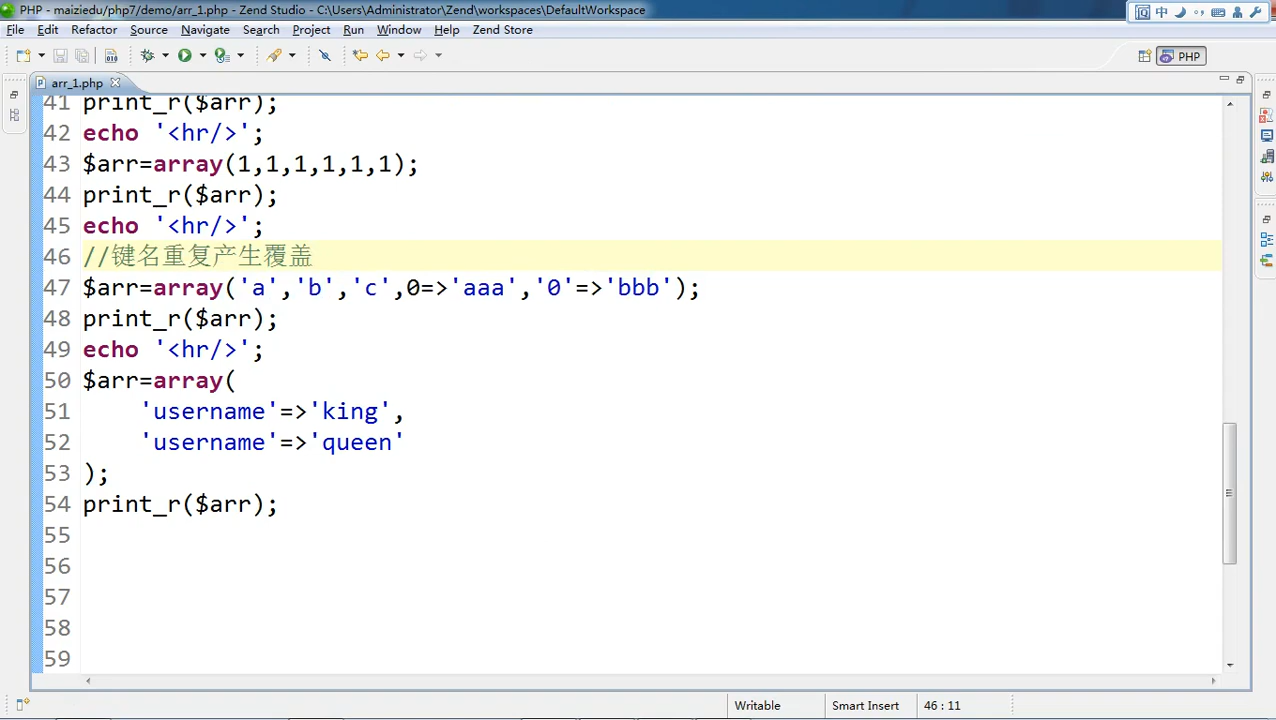 PHP - maiziedu/php7/demo/arr_1.php - Zend Studio - C:\Users\Administrator\Zend\workspaces\DefaultWorkspace
中
File Edit Refactor Source Navigate Search Project Run Window Help Zend Store
PHP
arr_1.php
41 print_r($arr);
42 echo '<hr/>';
43 $arr=array(1,1,1,1,1,1);
44 print_r($arr);
45 echo '<hr/>';
46 //键名重复产生覆盖
47 $arr=array('a','b','c',0=>'aaa','0'=>'bbb');
48 print_r($arr);
49 echo '<hr/>';
50 $arr=array(
51 'username'=>'king',
52 'username'=>'queen'
53 );
54 print_r($arr);
55
56
57
58
59
Writable Smart Insert 46 : 11